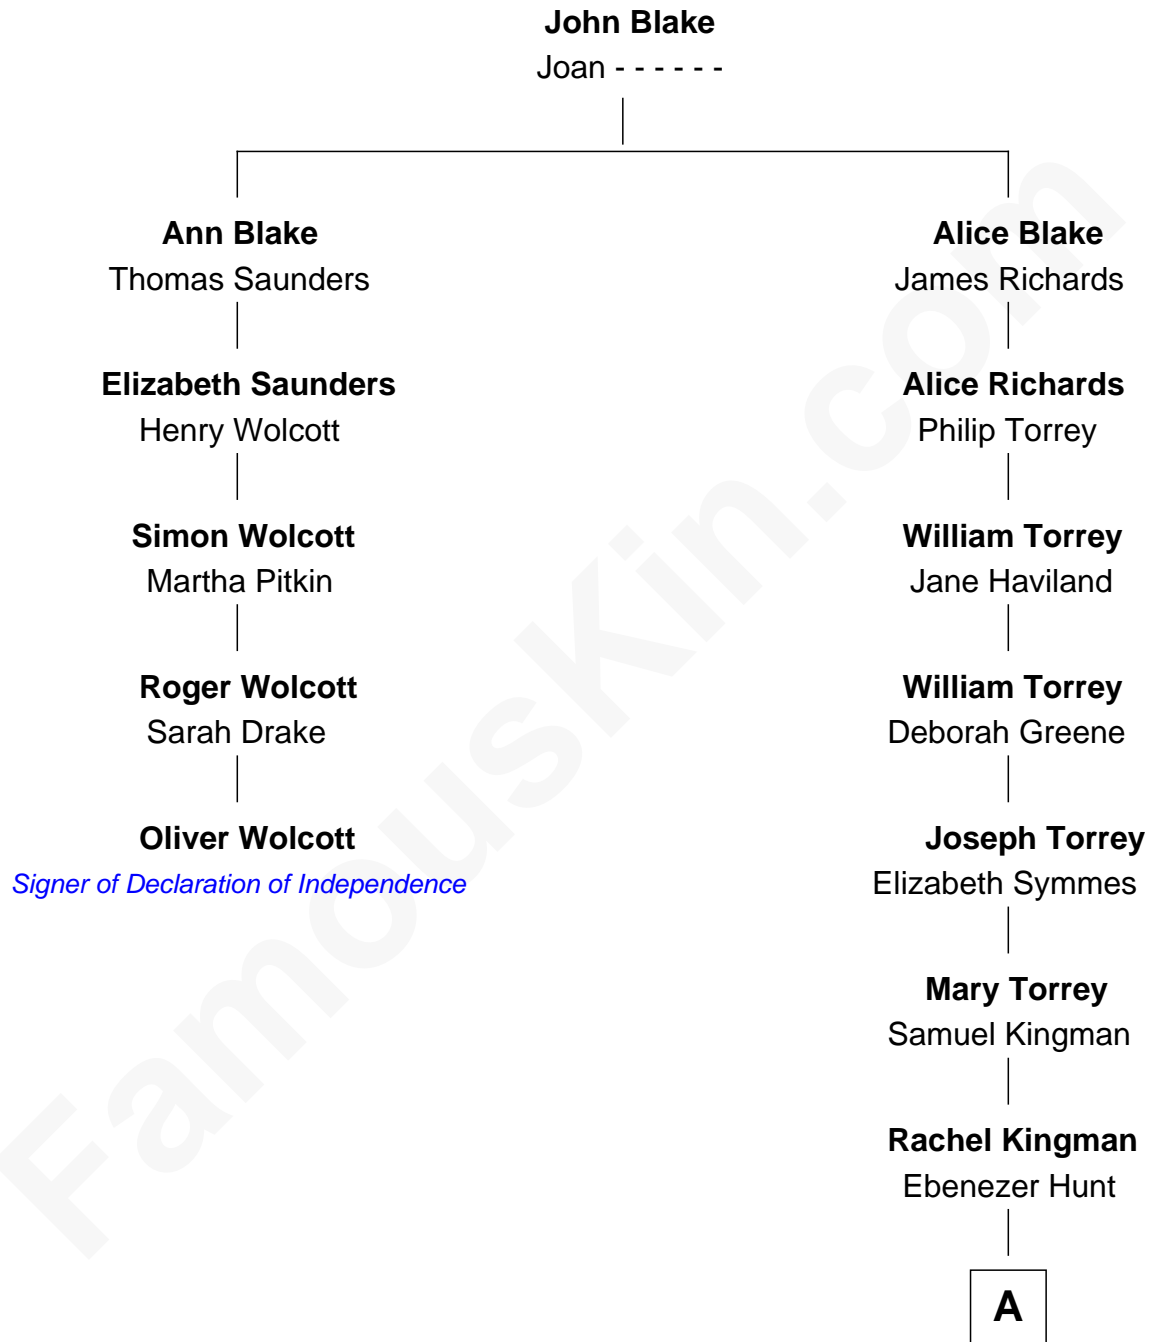 John Blake
Joan - - - - - -
Ann Blake
Thomas Saunders
Alice Blake
James Richards
Elizabeth Saunders
Henry Wolcott
Alice Richards
Philip Torrey
Simon Wolcott
Martha Pitkin
William Torrey
Jane Haviland
Roger Wolcott
Sarah Drake
William Torrey
Deborah Greene
Oliver Wolcott
Signer of Declaration of Independence
Joseph Torrey
Elizabeth Symmes
Mary Torrey
Samuel Kingman
Rachel Kingman
Ebenezer Hunt
A
FamousKin.com